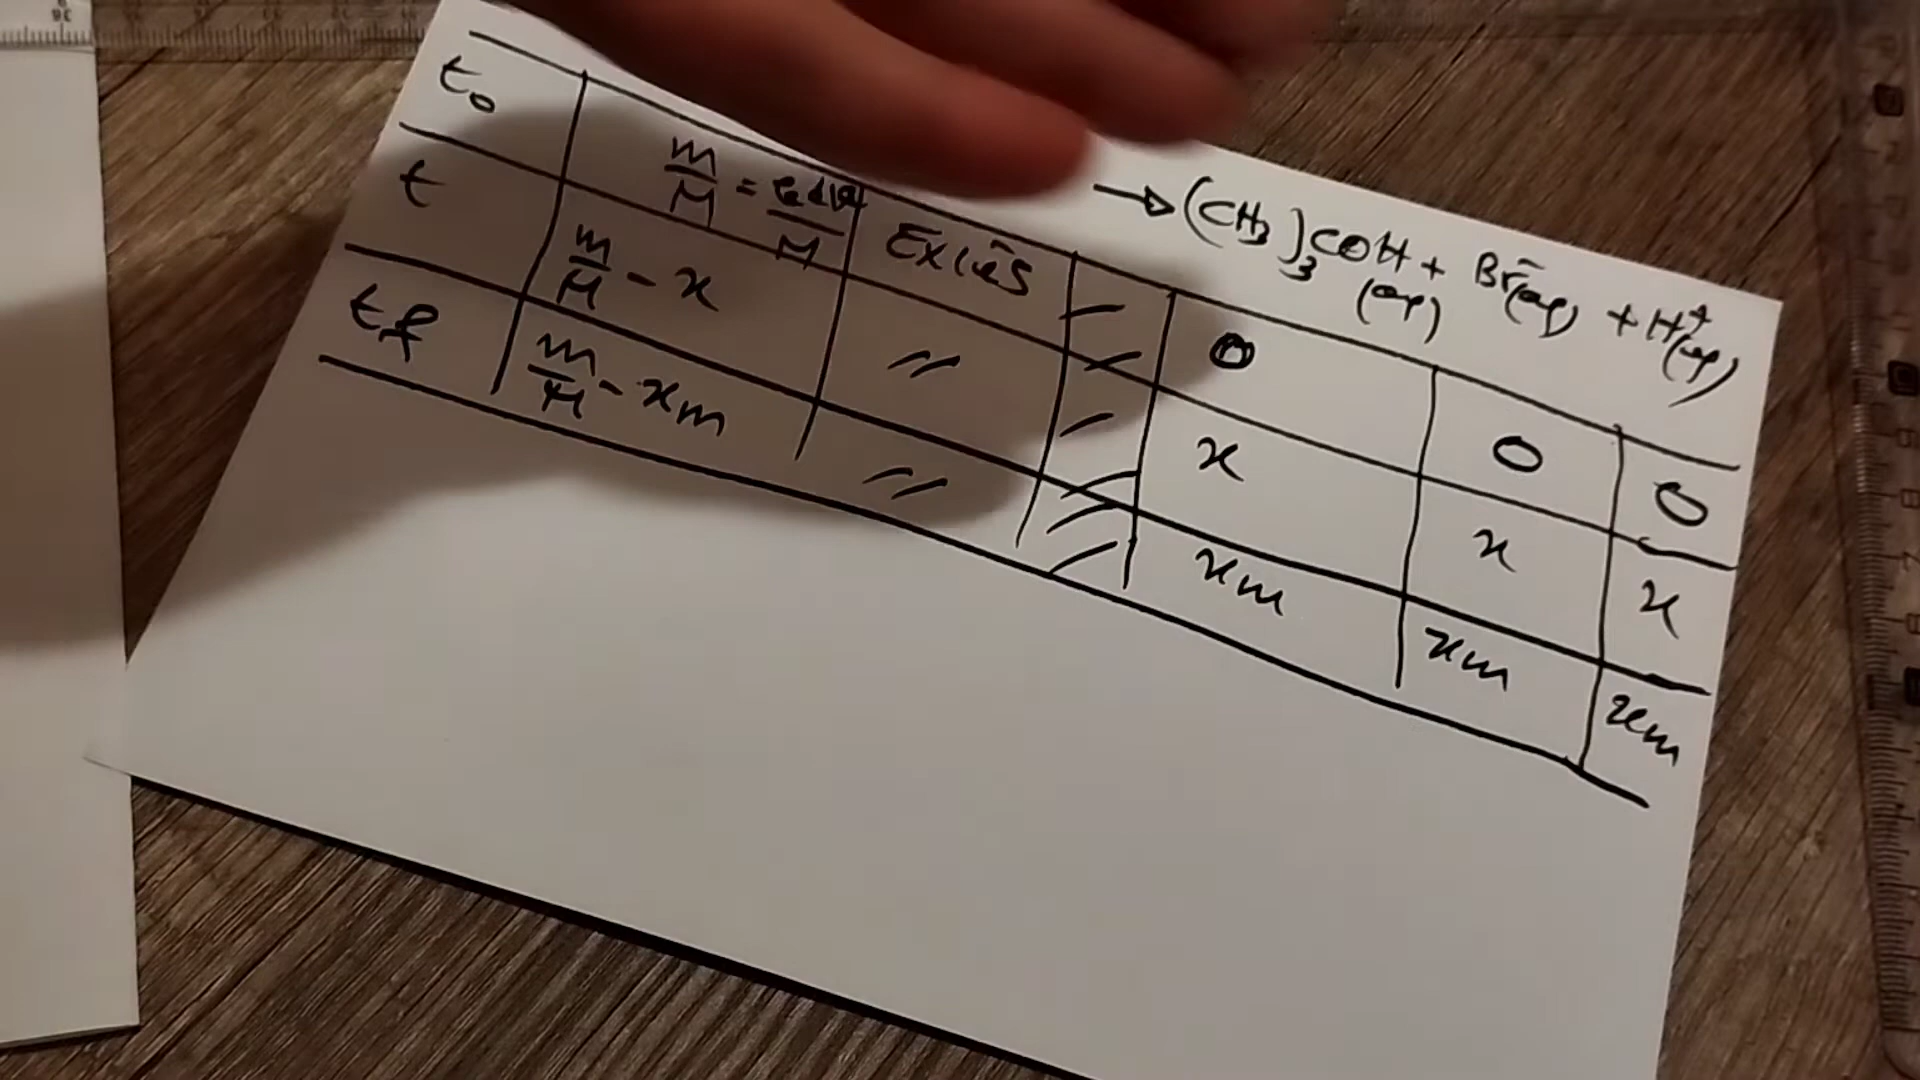 → (CH3)3COH + Br⁻(aq) + H⁺(aq)
(aq)
t0 m/M = Excès 0 0 0
t m/M - x // x x x
tf m/M - xm // xm xm xm